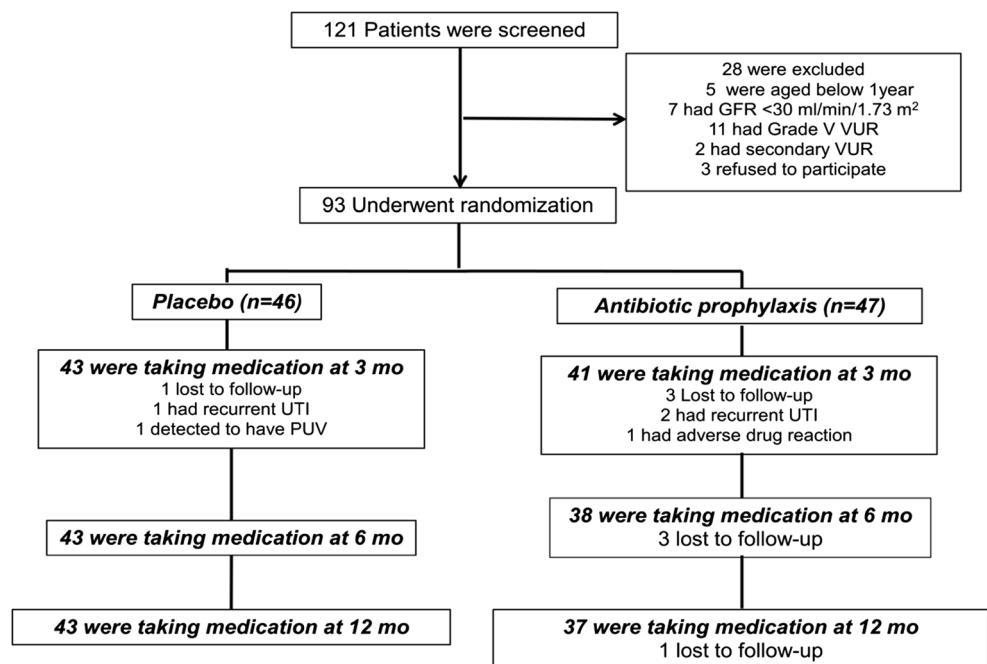 121 Patients were screened
28 were excluded
5 were aged below 1year
7 had GFR <30 ml/min/1.73 m²
11 had Grade V VUR
2 had secondary VUR
3 refused to participate
93 Underwent randomization
Placebo (n=46)
Antibiotic prophylaxis (n=47)
43 were taking medication at 3 mo
1 lost to follow-up
1 had recurrent UTI
1 detected to have PUV
41 were taking medication at 3 mo
3 Lost to follow-up
2 had recurrent UTI
1 had adverse drug reaction
43 were taking medication at 6 mo
38 were taking medication at 6 mo
3 lost to follow-up
43 were taking medication at 12 mo
37 were taking medication at 12 mo
1 lost to follow-up